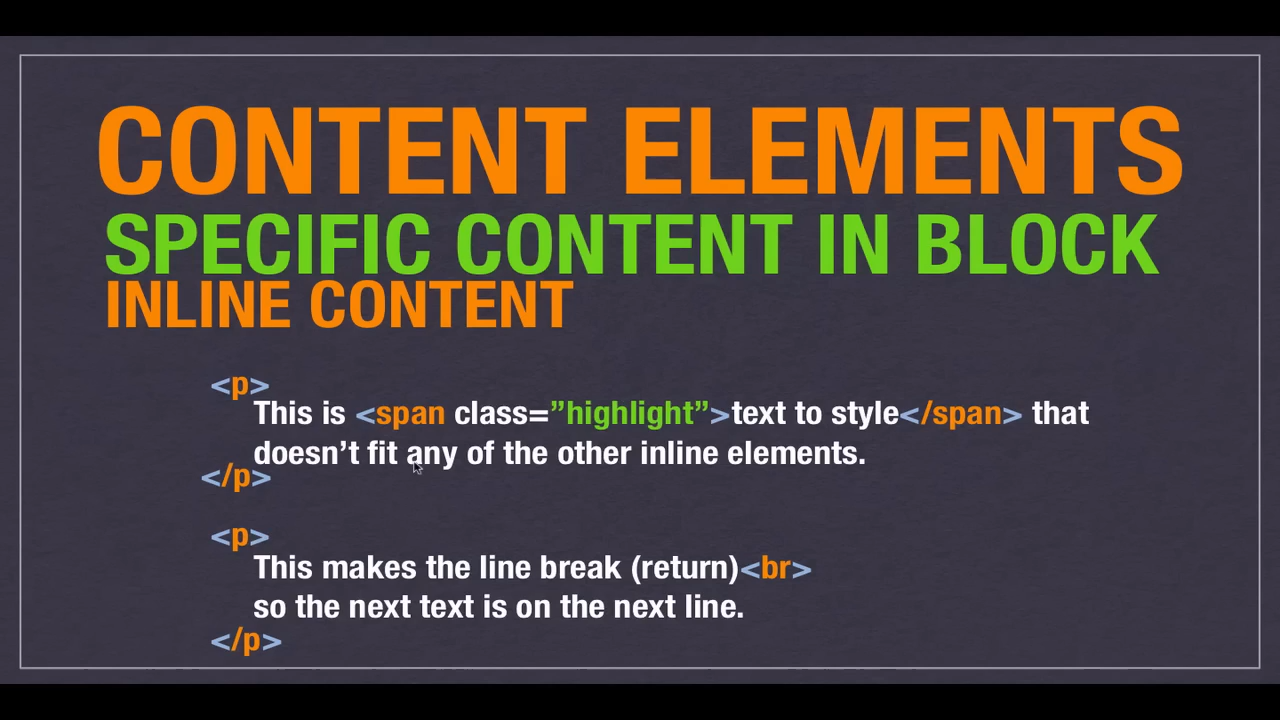 CONTENT ELEMENTS
SPECIFIC CONTENT IN BLOCK
INLINE CONTENT
<p>
This is <span class=”highlight”>text to style</span> that
doesn’t fit any of the other inline elements.
</p>
<p>
This makes the line break (return)<br>
so the next text is on the next line.
</p>